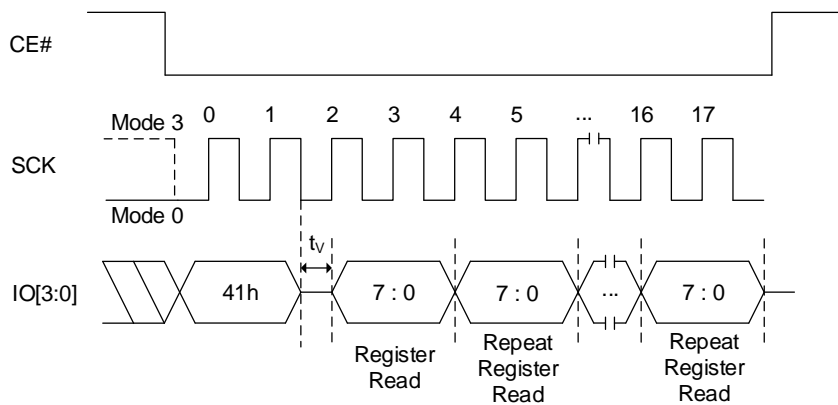 CE#
0 1 2 3 4 5 ... 16 17
Mode 3
SCK
Mode 0
tV
IO[3:0]
41h 7 : 0 7 : 0 ... 7 : 0
Register
Read
Repeat
Register
Read
Repeat
Register
Read